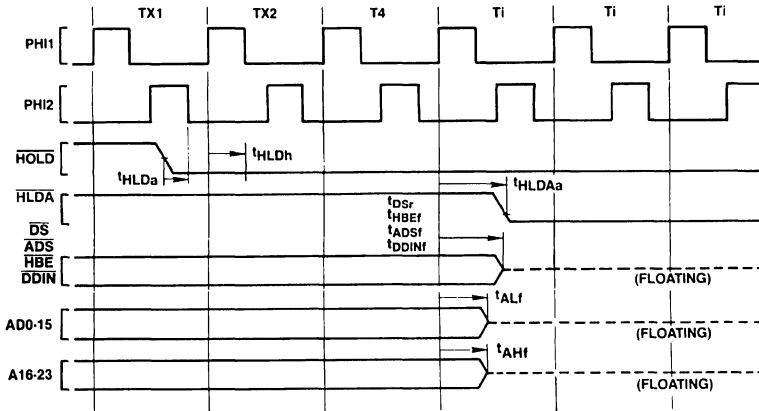 TX1 TX2 T4 Ti Ti Ti
PHI1
PHI2
HOLD
tHLDh
tHLDa
HLDA
tHLDAa
tDSr
tHBEf
tADSf
tDDINf
DS
ADS
HBE
DDIN
(FLOATING)
tALf
AD0-15
(FLOATING)
tAHf
A16-23
(FLOATING)